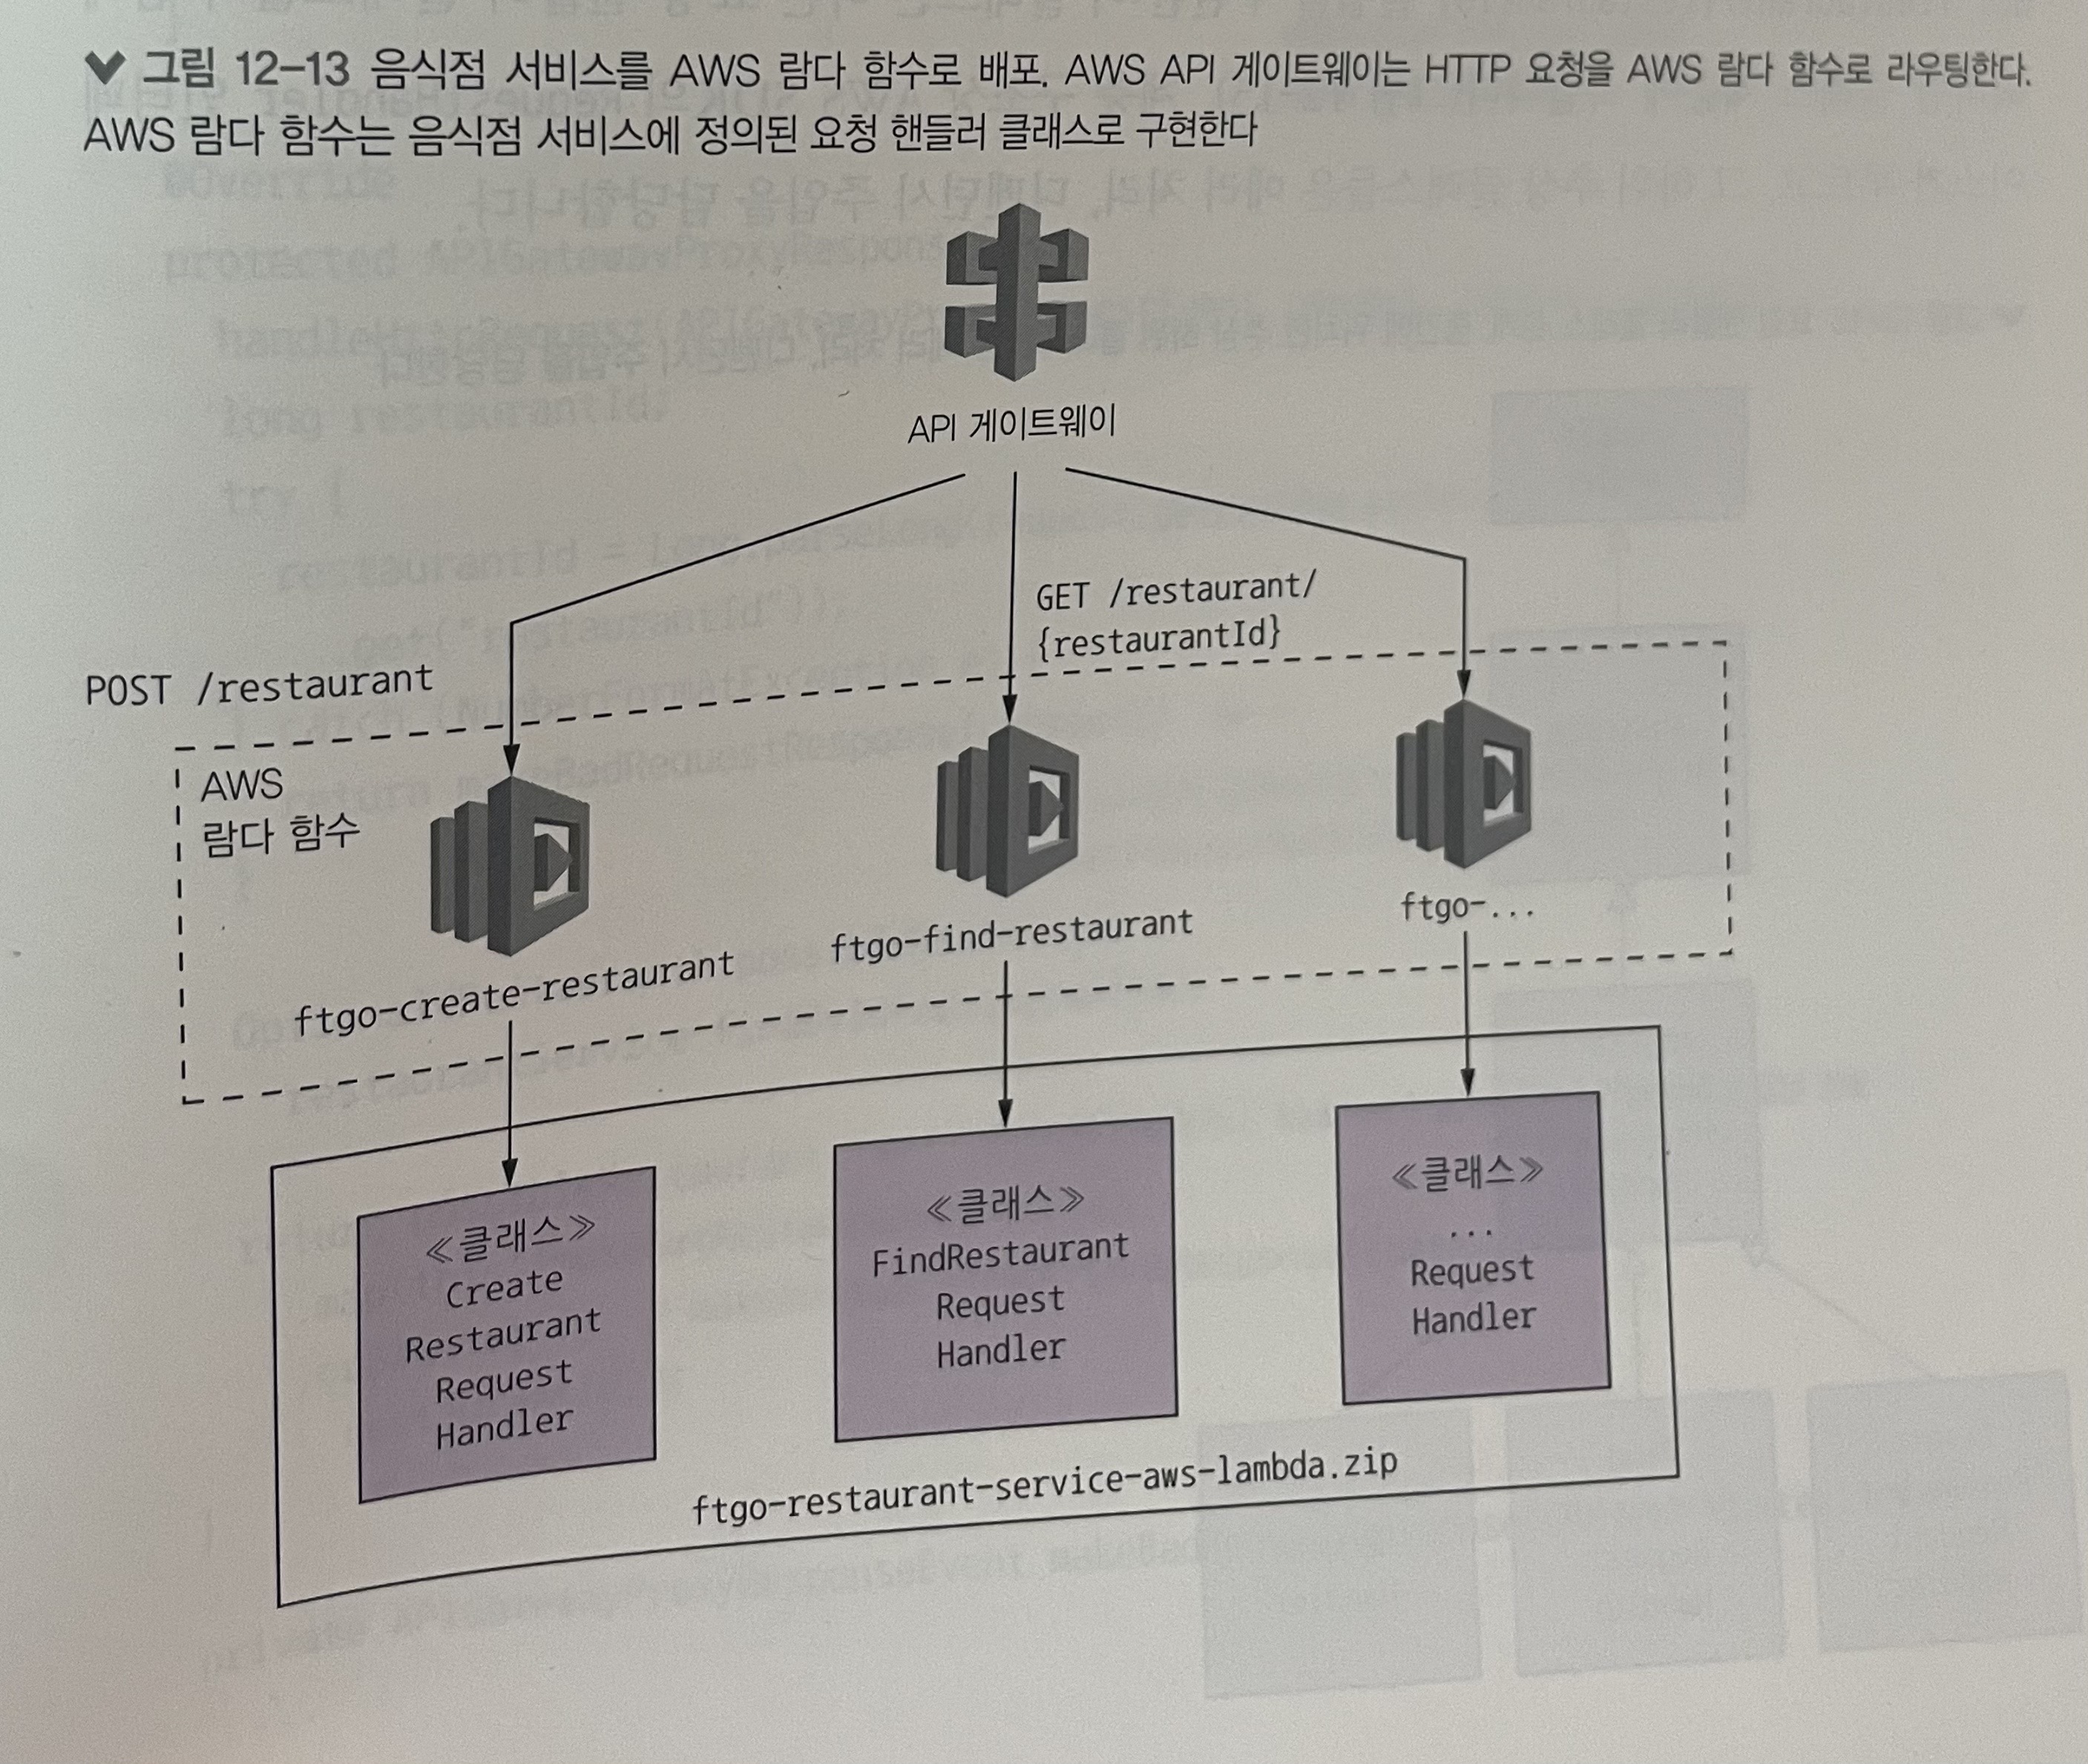 그림 12-13 음식점 서비스를 AWS 람다 함수로 배포. AWS API 게이트웨이는 HTTP 요청을 AWS 람다 함수로 라우팅한다.
AWS 람다 함수는 음식점 서비스에 정의된 요청 핸들러 클래스로 구현한다
API 게이트웨이
GET /restaurant/
{restaurantId}
POST /restaurant
AWS
람다 함수
ftgo-create-restaurant
ftgo-find-restaurant
ftgo-...
≪클래스≫
Create
Restaurant
Request
Handler
≪클래스≫
FindRestaurant
Request
Handler
≪클래스≫
...
Request
Handler
ftgo-restaurant-service-aws-lambda.zip